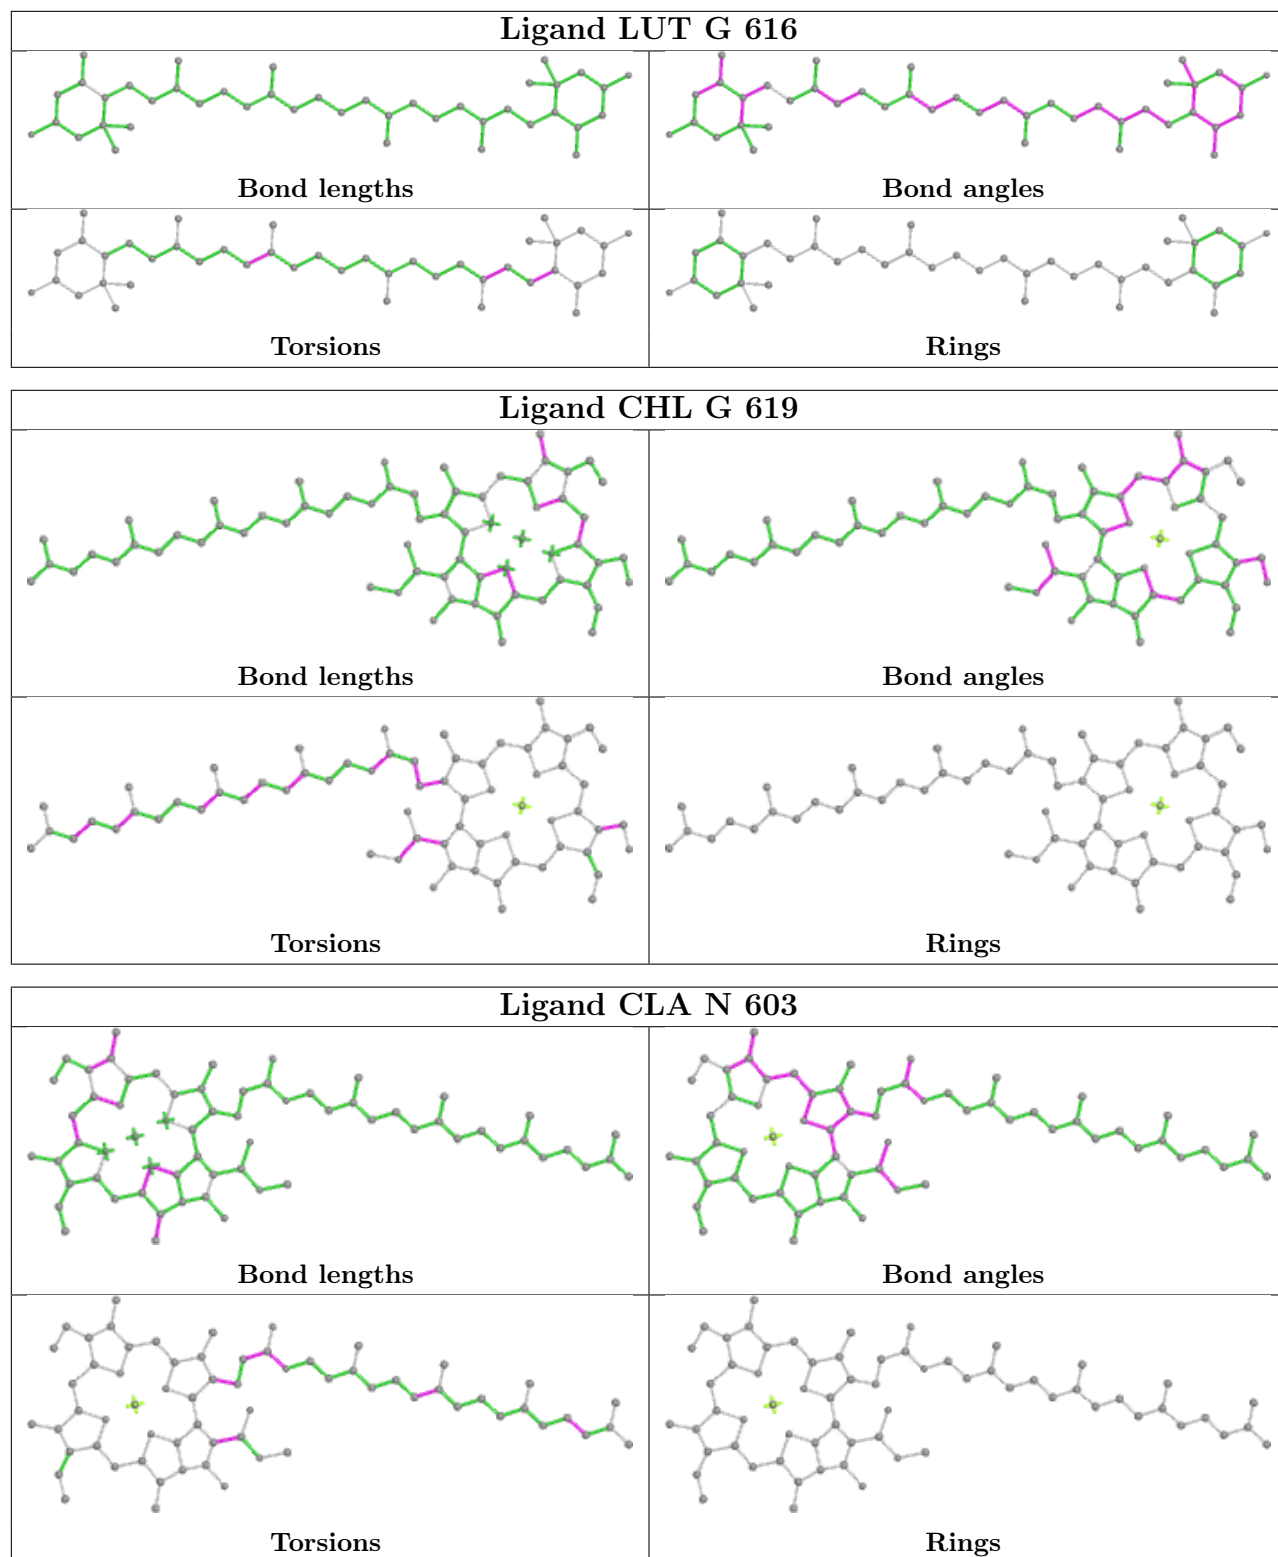 Ligand LUT G 616
Bond lengths
Bond angles
Torsions
Rings
Ligand CHL G 619
Bond lengths
Bond angles
Torsions
Rings
Ligand CLA N 603
Bond lengths
Bond angles
Torsions
Rings